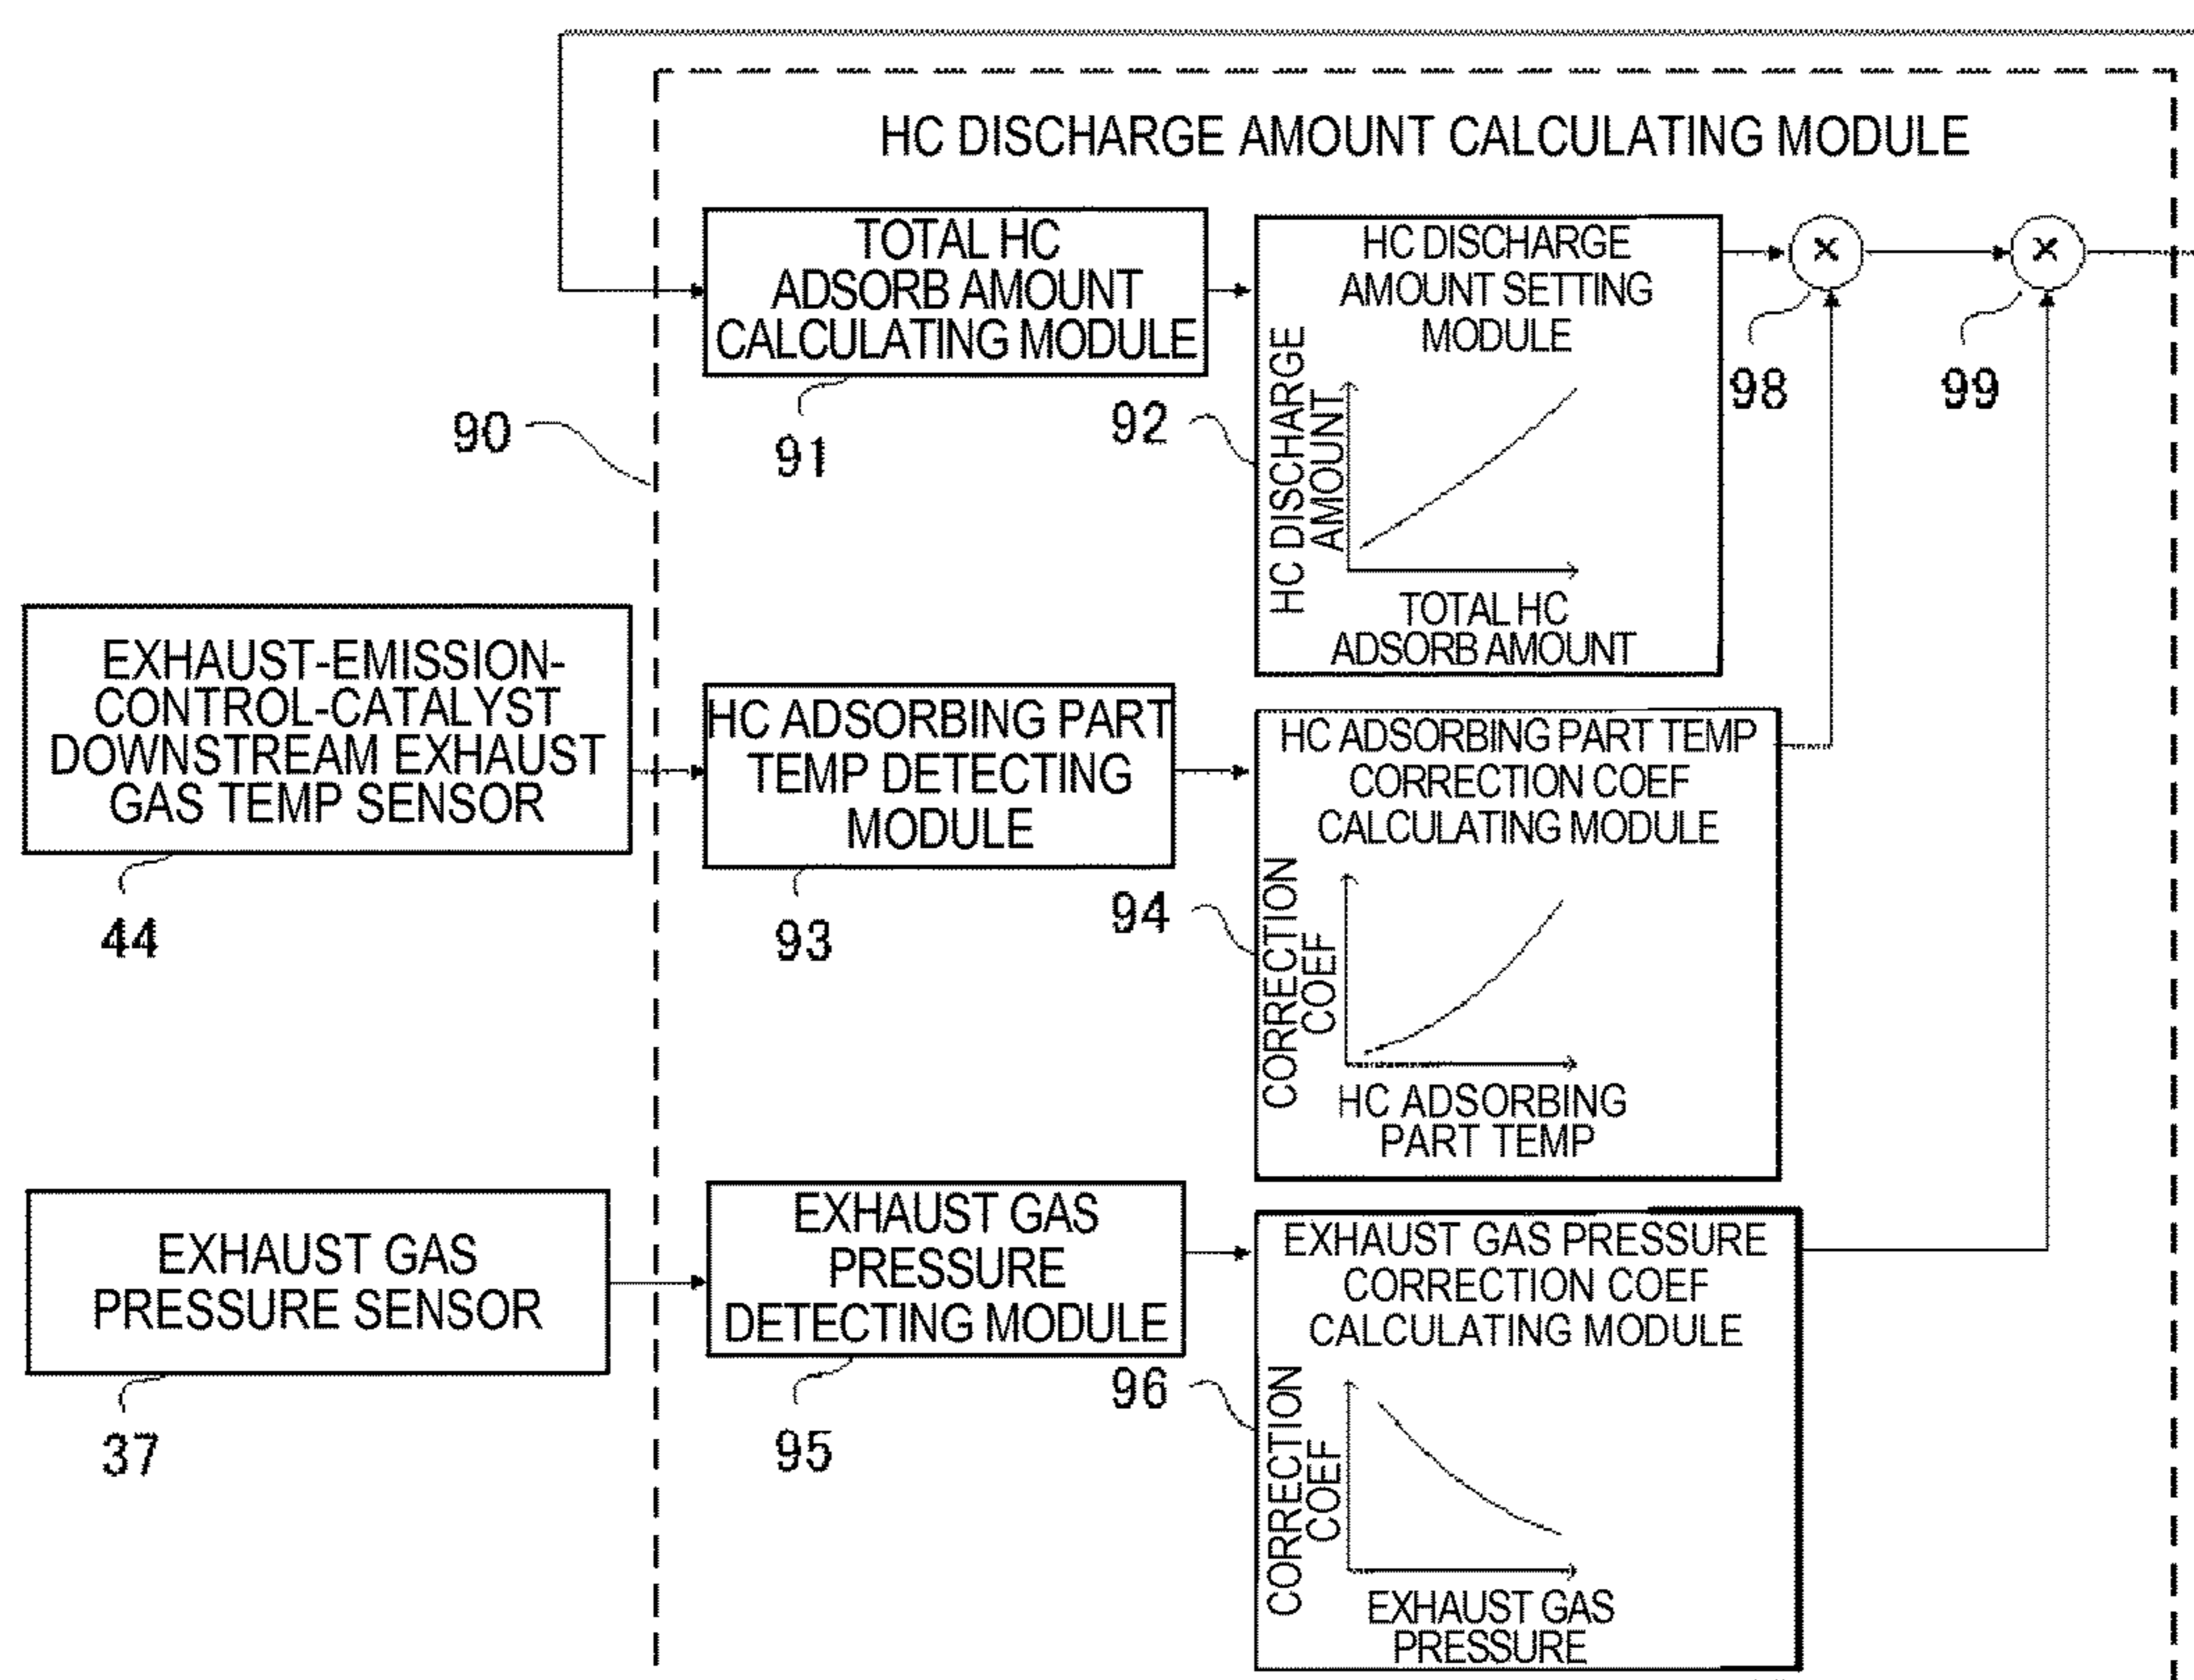 HC DISCHARGE AMOUNT CALCULATING MODULE
TOTAL HC
ADSORB AMOUNT
CALCULATING MODULE
91
HC DISCHARGE
AMOUNT SETTING
MODULE
HC DISCHARGE
AMOUNT
TOTAL HC
ADSORB AMOUNT
92
×
98
×
99
90
EXHAUST-EMISSION-
CONTROL-CATALYST
DOWNSTREAM EXHAUST
GAS TEMP SENSOR
44
HC ADSORBING PART
TEMP DETECTING
MODULE
93
HC ADSORBING PART TEMP
CORRECTION COEF
CALCULATING MODULE
CORRECTION
COEF
HC ADSORBING
PART TEMP
94
EXHAUST GAS
PRESSURE SENSOR
37
EXHAUST GAS
PRESSURE
DETECTING MODULE
95
EXHAUST GAS PRESSURE
CORRECTION COEF
CALCULATING MODULE
CORRECTION
COEF
EXHAUST GAS
PRESSURE
96